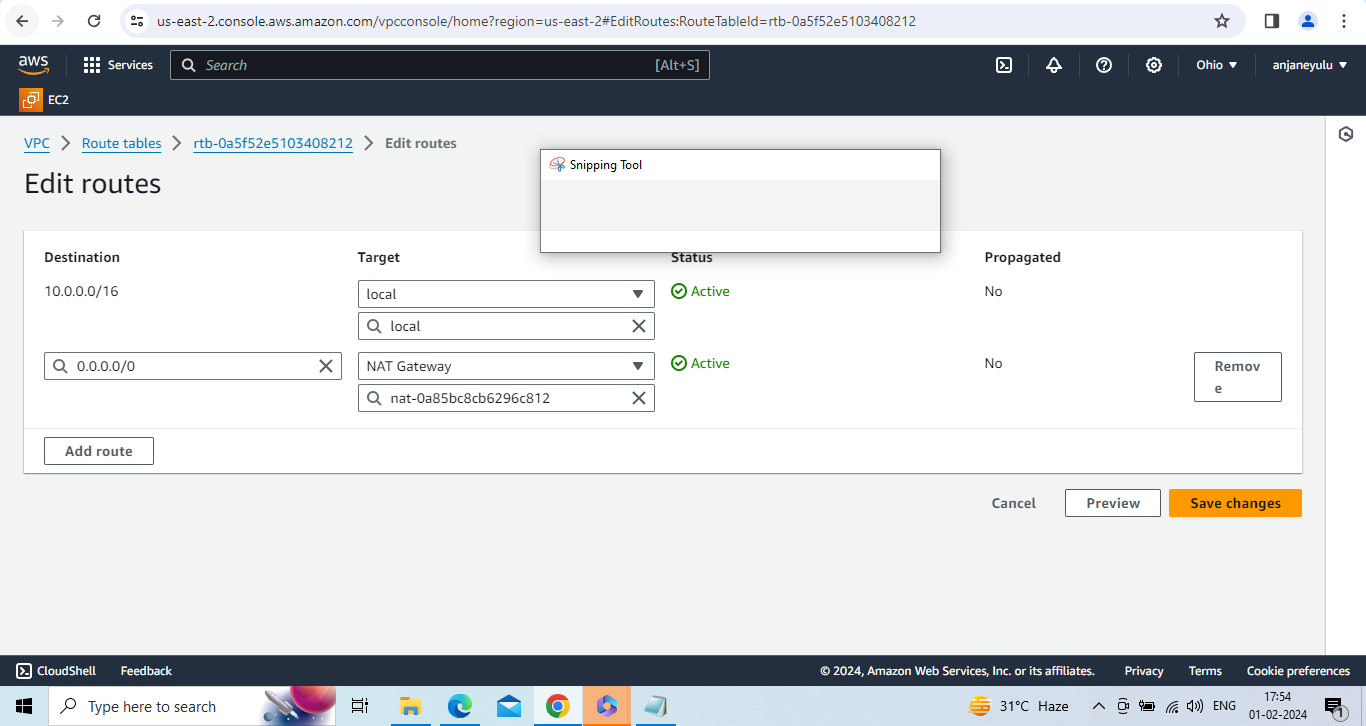 us-east-2.console.aws.amazon.com/vpcconsole/home?region=us-east-2#EditRoutes:RouteTableId=rtb-0a5f52e5103408212
aws Services Search [Alt+S] Ohio anjaneyulu
EC2
VPC Route tables rtb-0a5f52e5103408212 Edit routes
Snipping Tool
Edit routes
Destination Target Status Propagated
10.0.0.0/16 local Active No
local
0.0.0.0/0 NAT Gateway Active No Remov
e
nat-0a85bc8cb6296c812
Add route
Cancel Preview Save changes
CloudShell Feedback © 2024, Amazon Web Services, Inc. or its affiliates. Privacy Terms Cookie preferences
Type here to search 31°C Haze ENG 17:54
01-02-2024 1